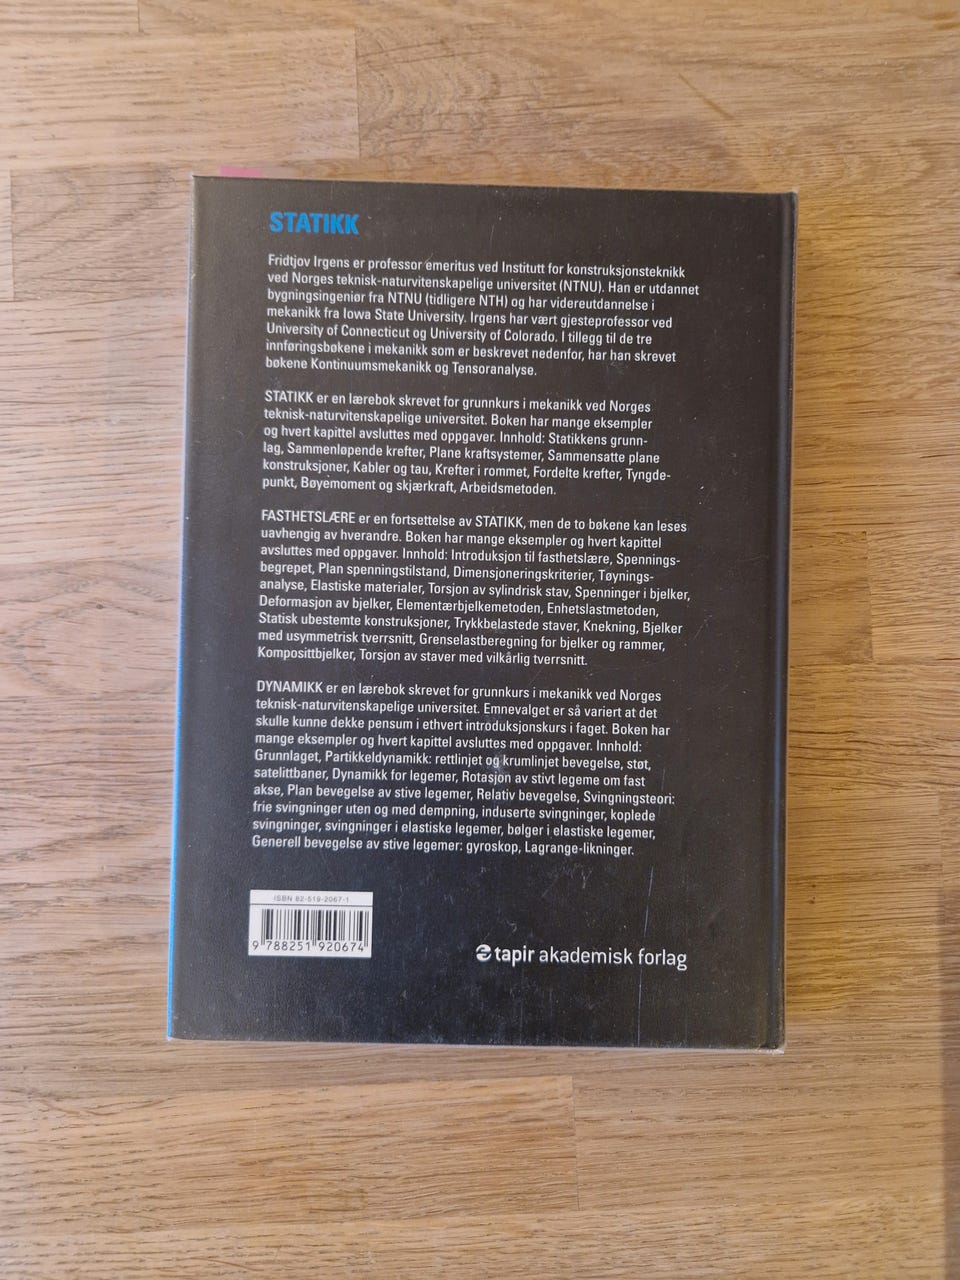 STATIKK
Fridtjov Irgens er professor emeritus ved Institutt for konstruksjonsteknikk
ved Norges teknisk-naturvitenskapelige universitet (NTNU). Han er utdannet
bygningsingeniør fra NTNU (tidligere NTH) og har videreutdannelse i
mekanikk fra Iowa State University. Irgens har vært gjesteprofessor ved
University of Connecticut og University of Colorado. I tillegg til de tre
innføringsbøkene i mekanikk som er beskrevet nedenfor, har han skrevet
bøkene Kontinuumsmekanikk og Tensoranalyse.
STATIKK er en lærebok skrevet for grunnkurs i mekanikk ved Norges
teknisk-naturvitenskapelige universitet. Boken har mange eksempler
og hvert kapittel avsluttes med oppgaver. Innhold: Statikkens grunn-
lag, Sammenløpende krefter, Plane kraftsystemer, Sammensatte plane
konstruksjoner, Kabler og tau, Krefter i rommet, Fordelte krefter, Tyngde-
punkt, Bøyemoment og skjærkraft, Arbeidsmetoden.
FASTHETSLÆRE er en fortsettelse av STATIKK, men de to bøkene kan leses
uavhengig av hverandre. Boken har mange eksempler og hvert kapittel
avsluttes med oppgaver. Innhold: Introduksjon til fasthetslære, Spennings-
begrepet, Plan spenningstilstand, Dimensjoneringskriterier, Tøynings-
analyse, Elastiske materialer, Torsjon av sylindrisk stav, Spenninger i bjelker,
Deformasjon av bjelker, Elementærbjelkemetoden, Enhetslastmetoden,
Statisk ubestemte konstruksjoner, Trykkbelastede staver, Knekning, Bjelker
med usymmetrisk tverrsnitt, Grenselastberegning for bjelker og rammer,
Komposittbjelker, Torsjon av staver med vilkårlig tverrsnitt.
DYNAMIKK er en lærebok skrevet for grunnkurs i mekanikk ved Norges
teknisk-naturvitenskapelige universitet. Emnevalget er så variert at det
skulle kunne dekke pensum i ethvert introduksjonskurs i faget. Boken har
mange eksempler og hvert kapittel avsluttes med oppgaver. Innhold:
Grunnlaget, Partikkeldynamikk: rettlinjet og krumlinjet bevegelse, støt,
satelittbaner, Dynamikk for legemer, Rotasjon av stivt legeme om fast
akse, Plan bevegelse av stive legemer, Relativ bevegelse, Svingningsteori:
frie svingninger uten og med dempning, induserte svingninger, koplede
svingninger, svingninger i elastiske legemer, bølger i elastiske legemer,
Generell bevegelse av stive legemer: gyroskop, Lagrange-likninger.
ISBN 82-519-2067-1
9 788251 920674
tapir akademisk forlag